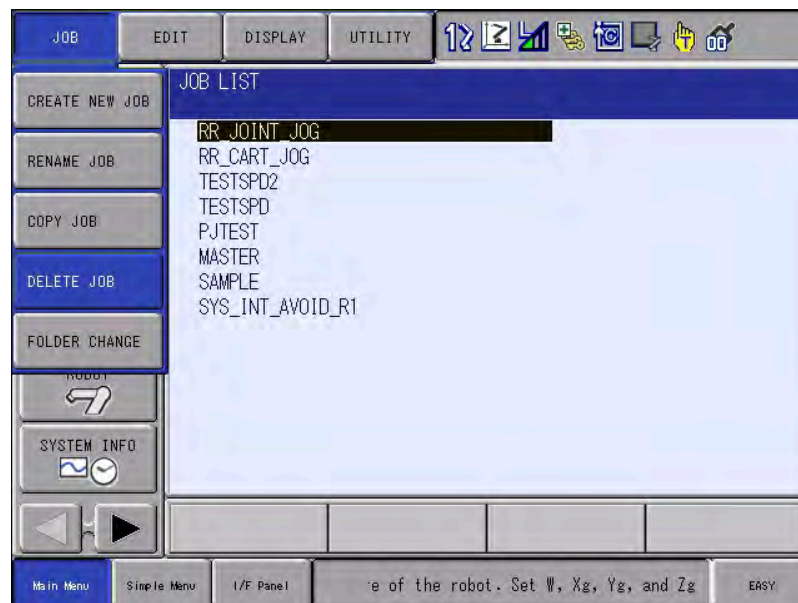 JOB
EDIT
DISPLAY
UTILITY
CREATE NEW JOB
RENAME JOB
COPY JOB
DELETE JOB
FOLDER CHANGE
ROBOT
SYSTEM INFO
JOB LIST
RR_JOINT_JOG
RR_CART_JOG
TESTSPD2
TESTSPD
PJTEST
MASTER
SAMPLE
SYS_INT_AVOID_R1
Main Menu
Simple Menu
I/F Panel
e of the robot. Set W, Xg, Yg, and Zg
EASY